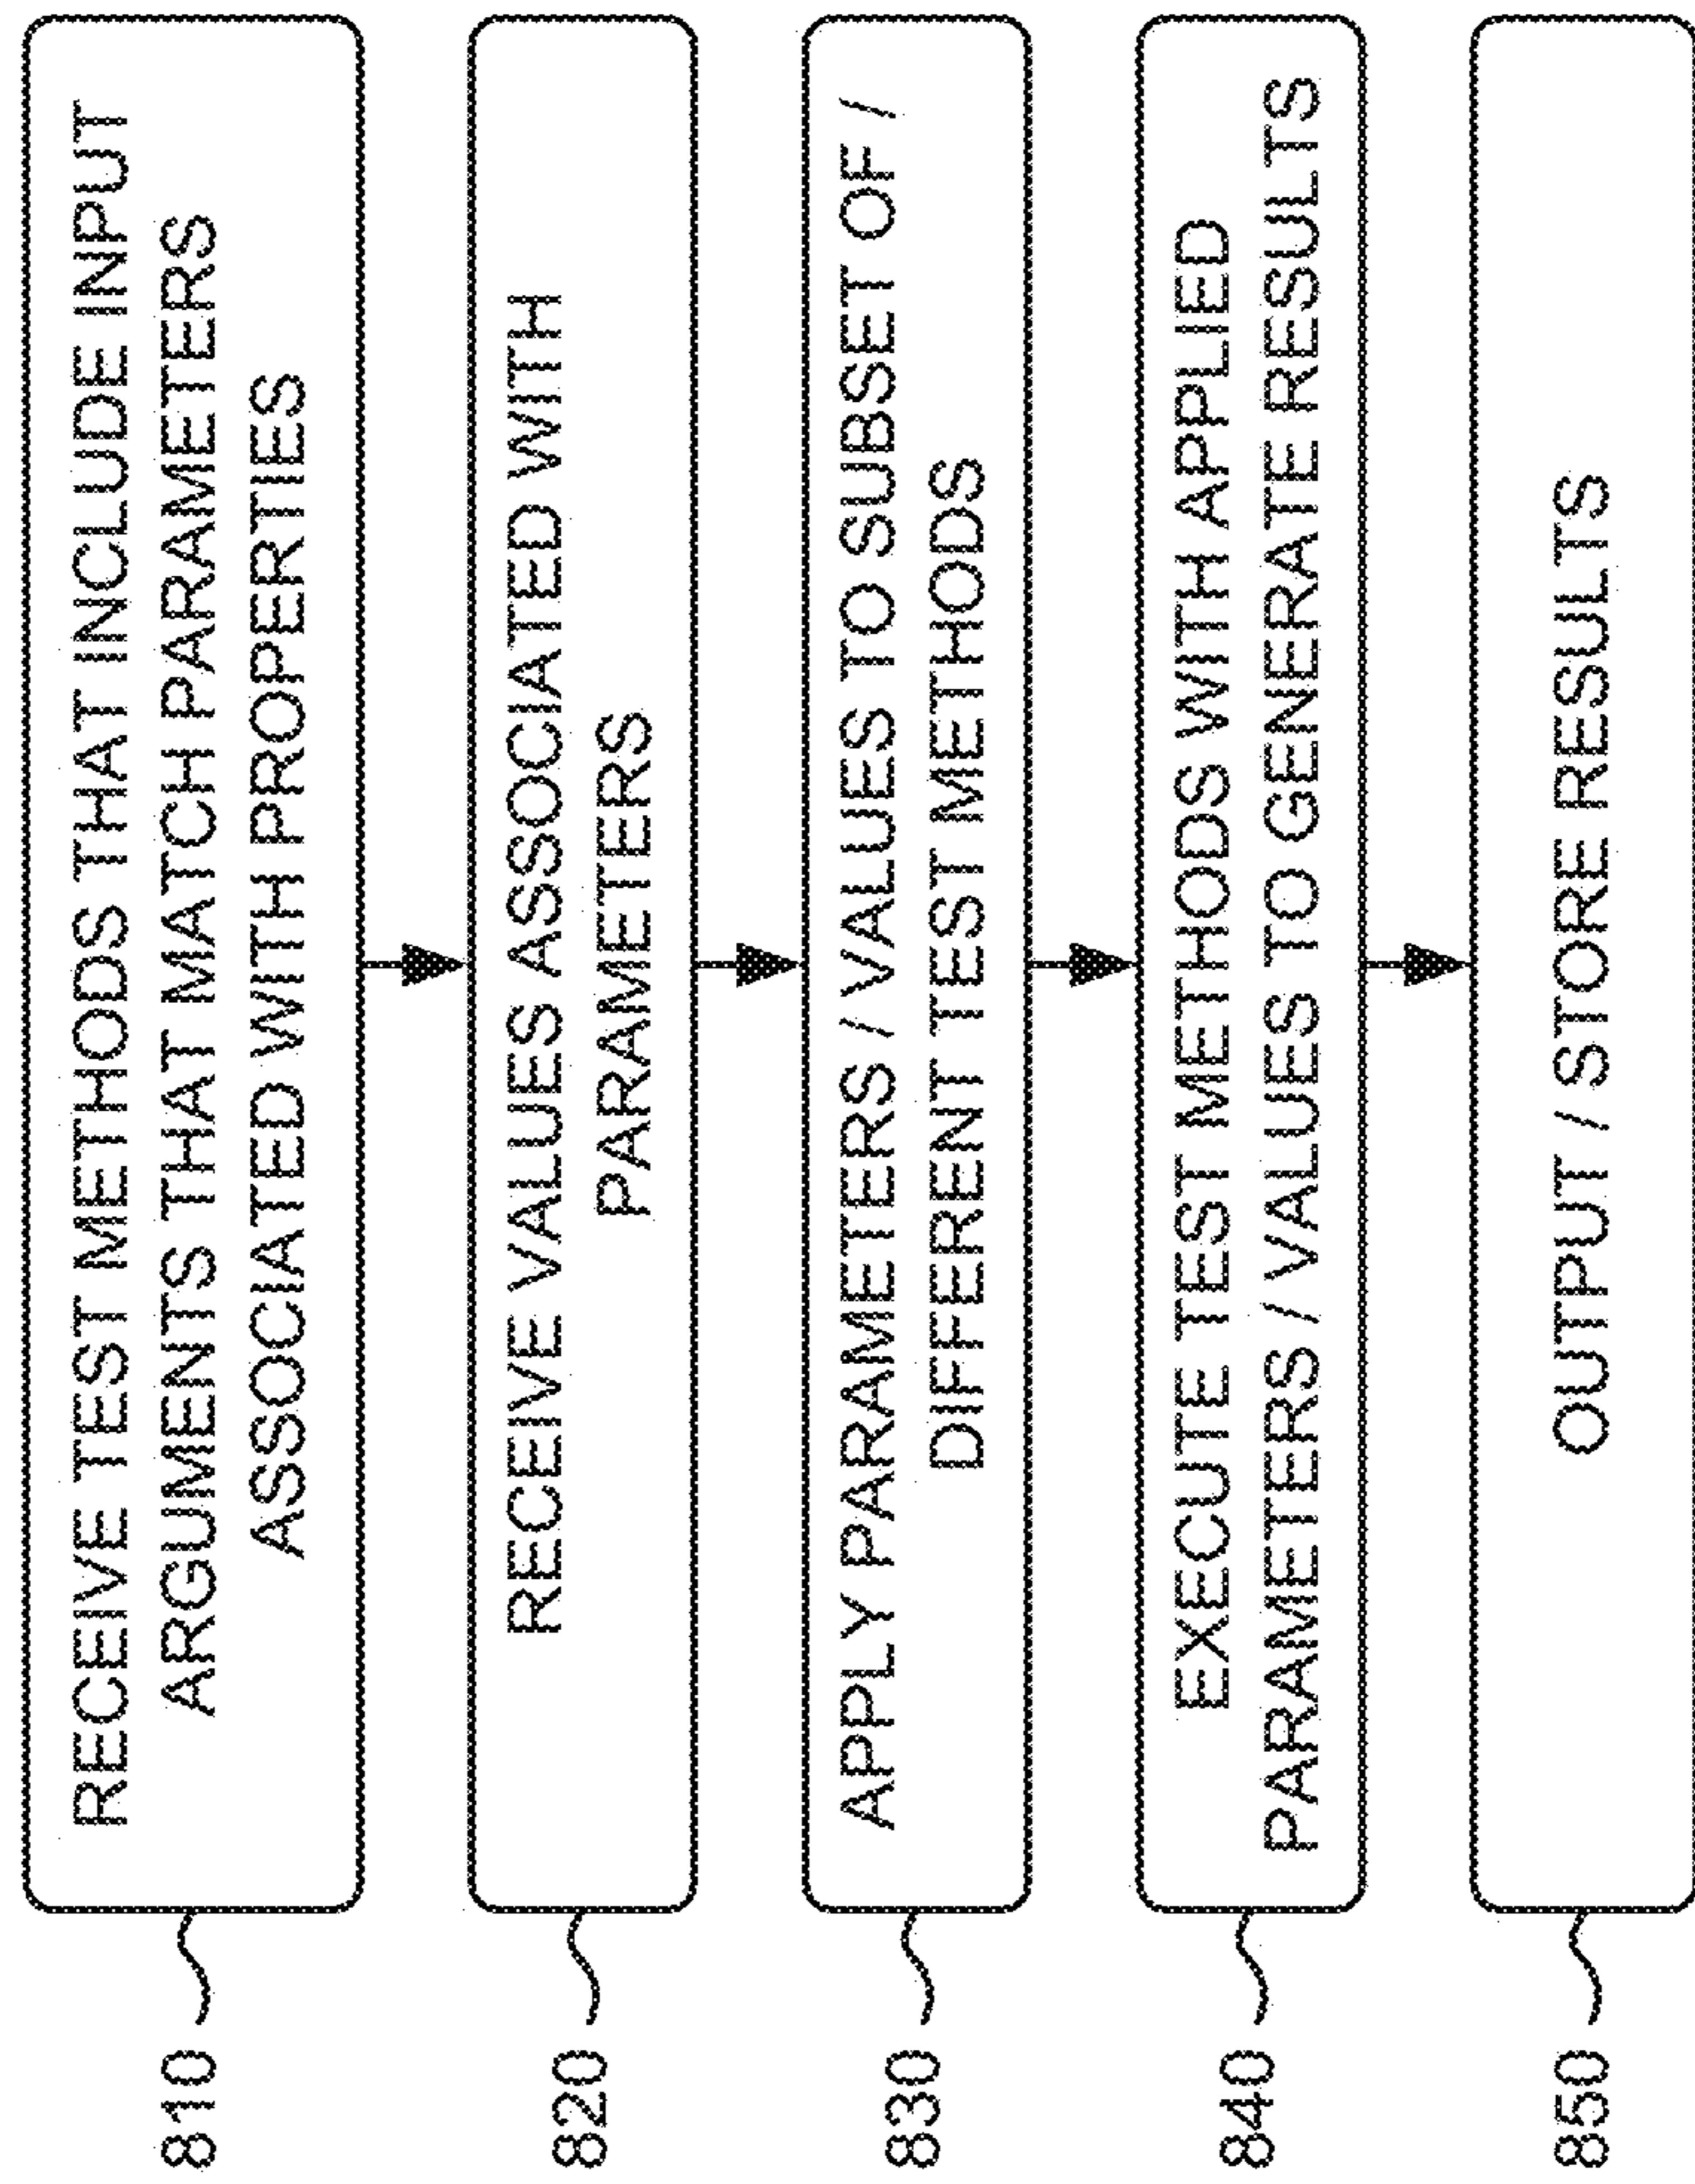 810
RECEIVE TEST METHODS THAT INCLUDE INPUT
ARGUMENTS THAT MATCH PARAMETERS
ASSOCIATED WITH PROPERTIES
820
RECEIVE VALUES ASSOCIATED WITH
PARAMETERS
830
APPLY PARAMETERS / VALUES TO SUBSET OF /
DIFFERENT TEST METHODS
840
EXECUTE TEST METHODS WITH APPLIED
PARAMETERS / VALUES TO GENERATE RESULTS
850
OUTPUT / STORE RESULTS